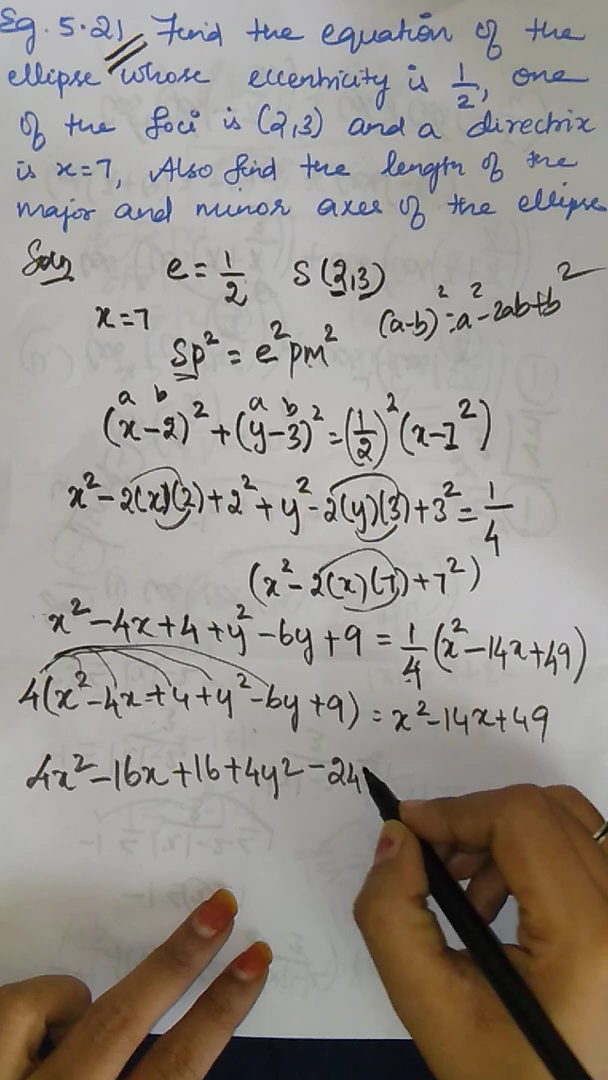 Eg. 5.21 Find the equation of the
ellipse whose eccentricity is 1/2, one
of the foci is (2,3) and a directrix
is x=7, Also find the length of the
major and minor axes of the ellipse
Soln e = 1/2 S(2,3)
x=7 (a-b)² = a²-2ab+b²
SP² = e²PM²
a b a b
(x-2)² + (y-3)² = (1/2)² (x-7²)
x²-2(x)(2)+2²+y²-2(y)(3)+3² = 1/4
(x²-2(x)(7)+7²)
x²-4x+4+y²-6y+9 = 1/4 (x²-14x+49)
4(x²-4x+4+y²-6y+9) = x²-14x+49
4x²-16x+16+4y²-24